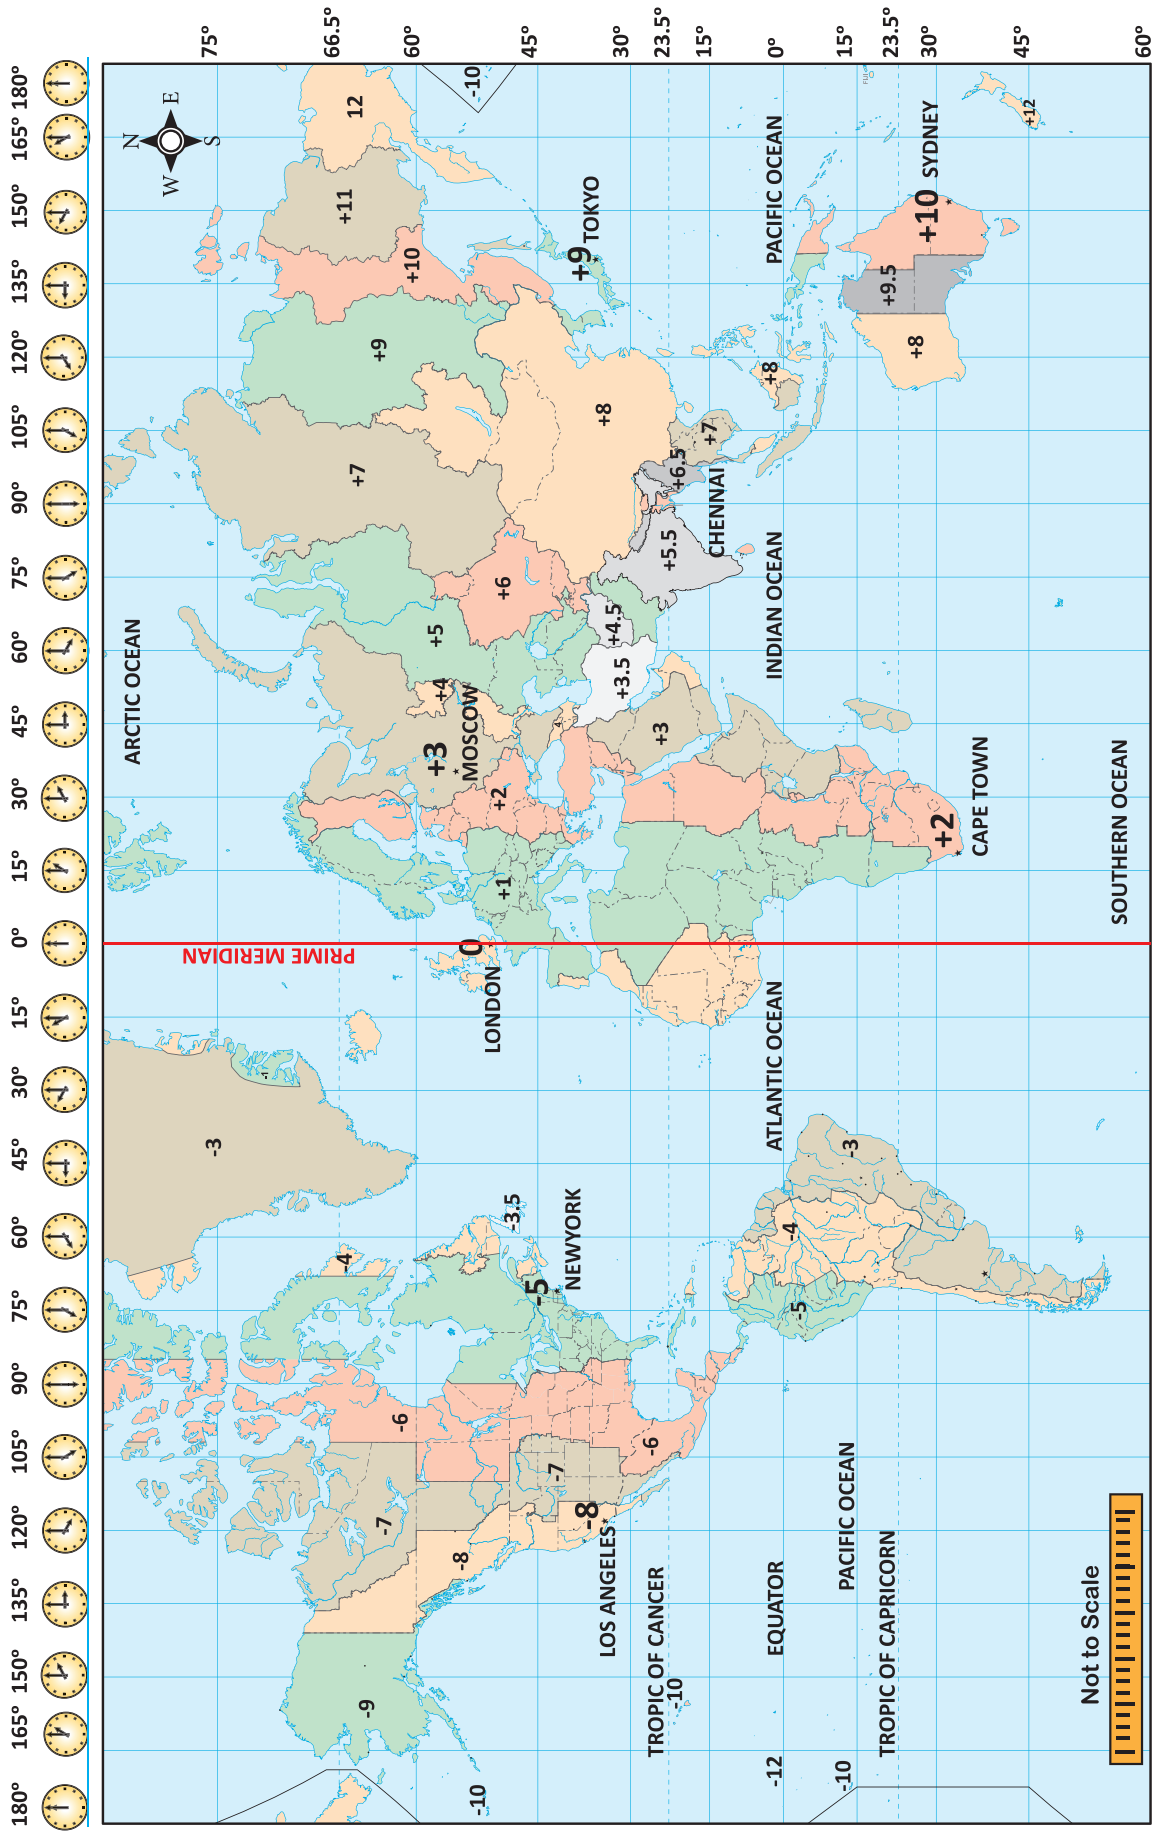 180° 165° 150° 135° 120° 105° 90° 75° 60° 45° 30° 15° 0° 15° 30° 45° 60° 75° 90° 105° 120° 135° 150° 165° 180°
75°
66.5°
60°
45°
30°
23.5°
15°
0°
15°
23.5°
30°
45°
60°
N
W E
S
ARCTIC OCEAN
PRIME MERIDIAN
-3
-1
-4
-9
-6
-7
-8
-10
-3.5
-5
NEWYORK
-7
-8
LOS ANGELES
-6
TROPIC OF CANCER
-10
EQUATOR
-12
PACIFIC OCEAN
-10
TROPIC OF CAPRICORN
Not to Scale
ATLANTIC OCEAN
-4
-5
-3
0
LONDON
+1
+2
+3
MOSCOW
+4
4
+5
+6
+7
+9
+10
+11
12
-10
+3
+3.5
+4.5
+5.5
CHENNAI
+6.5
+7
+8
+9
TOKYO
+8
INDIAN OCEAN
PACIFIC OCEAN
FIJI
+8
+9.5
+10
SYDNEY
+12
+2
CAPE TOWN
SOUTHERN OCEAN